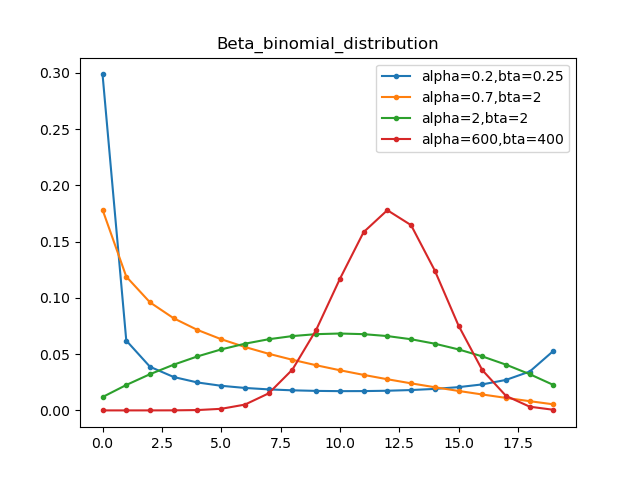 Beta_binomial_distribution
alpha=0.2,bta=0.25
alpha=0.7,bta=2
alpha=2,bta=2
alpha=600,bta=400
0.30
0.25
0.20
0.15
0.10
0.05
0.00
0.0 2.5 5.0 7.5 10.0 12.5 15.0 17.5